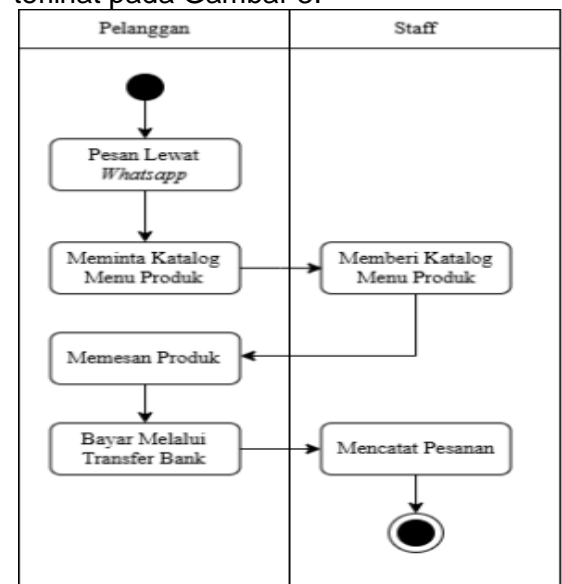 Pelanggan
Staff
Pesan Lewat
Whatsapp
Meminta Katalog
Menu Produk
Memberi Katalog
Menu Produk
Memesan Produk
Bayar Melalui
Transfer Bank
Mencatat Pesanan